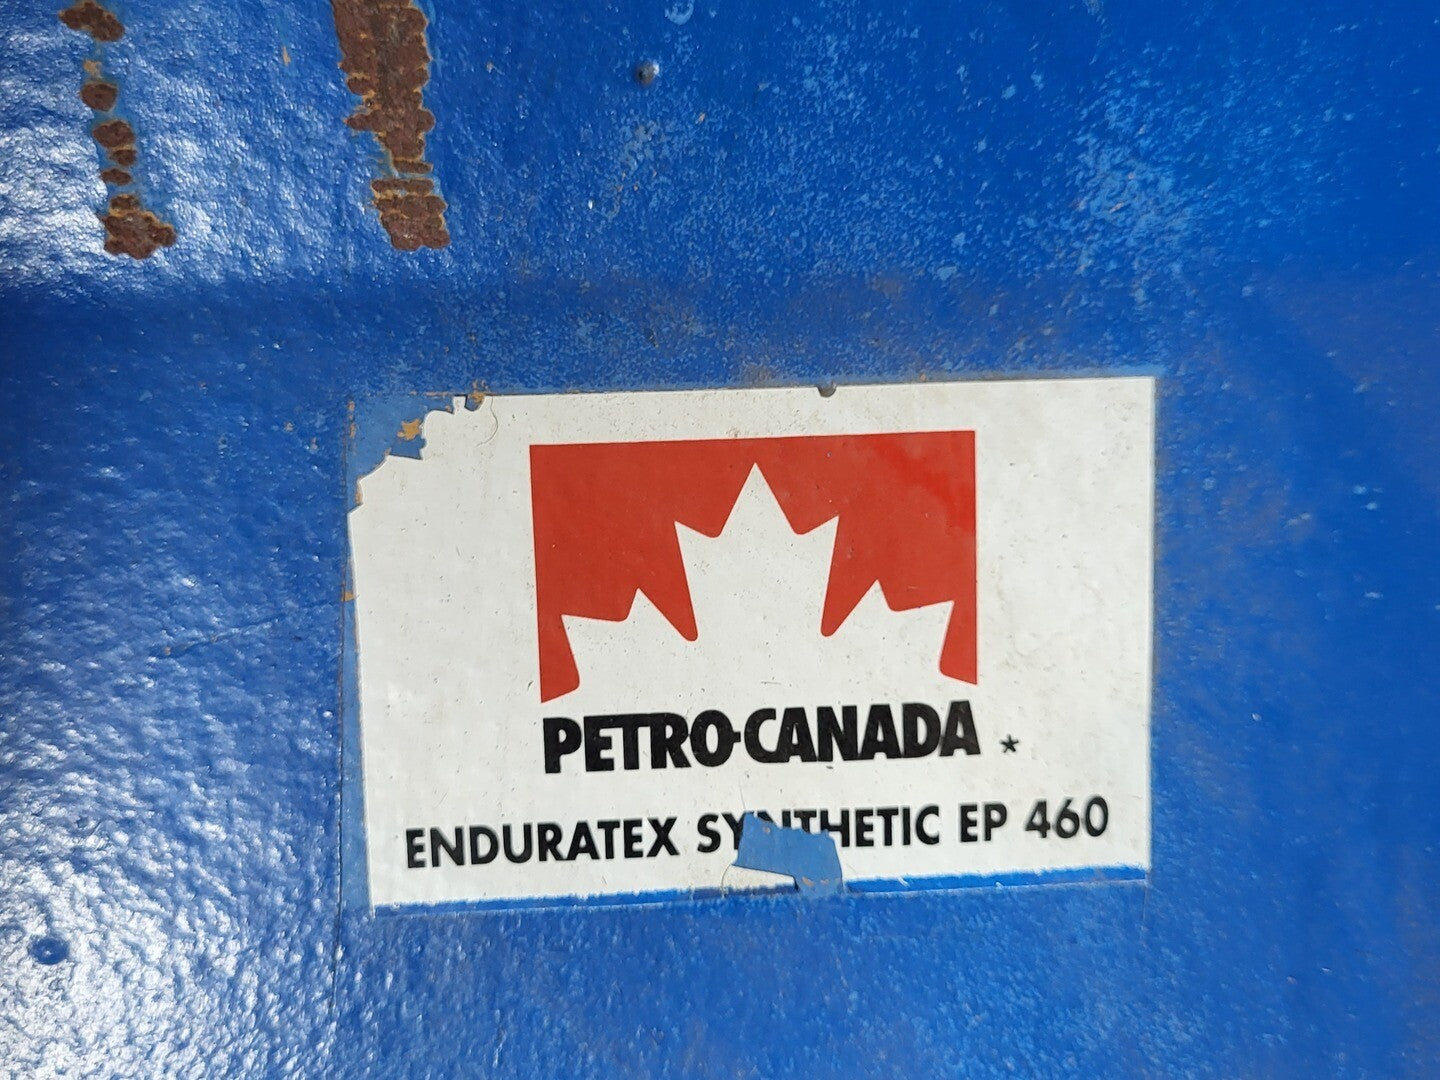 PETRO-CANADA *
ENDURATEX SYNTHETIC EP 460